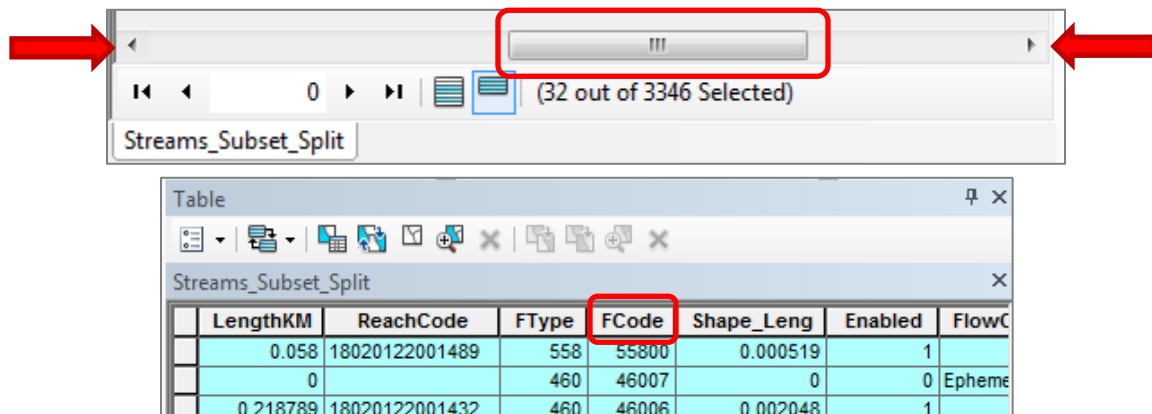 0 (32 out of 3346 Selected)
Streams_Subset_Split
Table
Streams_Subset_Split
LengthKM ReachCode FType FCode Shape_Leng Enabled FlowC
0.058 18020122001489 558 55800 0.000519 1
0 460 46007 0 0 Epheme
0.218789 18020122001432 460 46006 0.002048 1